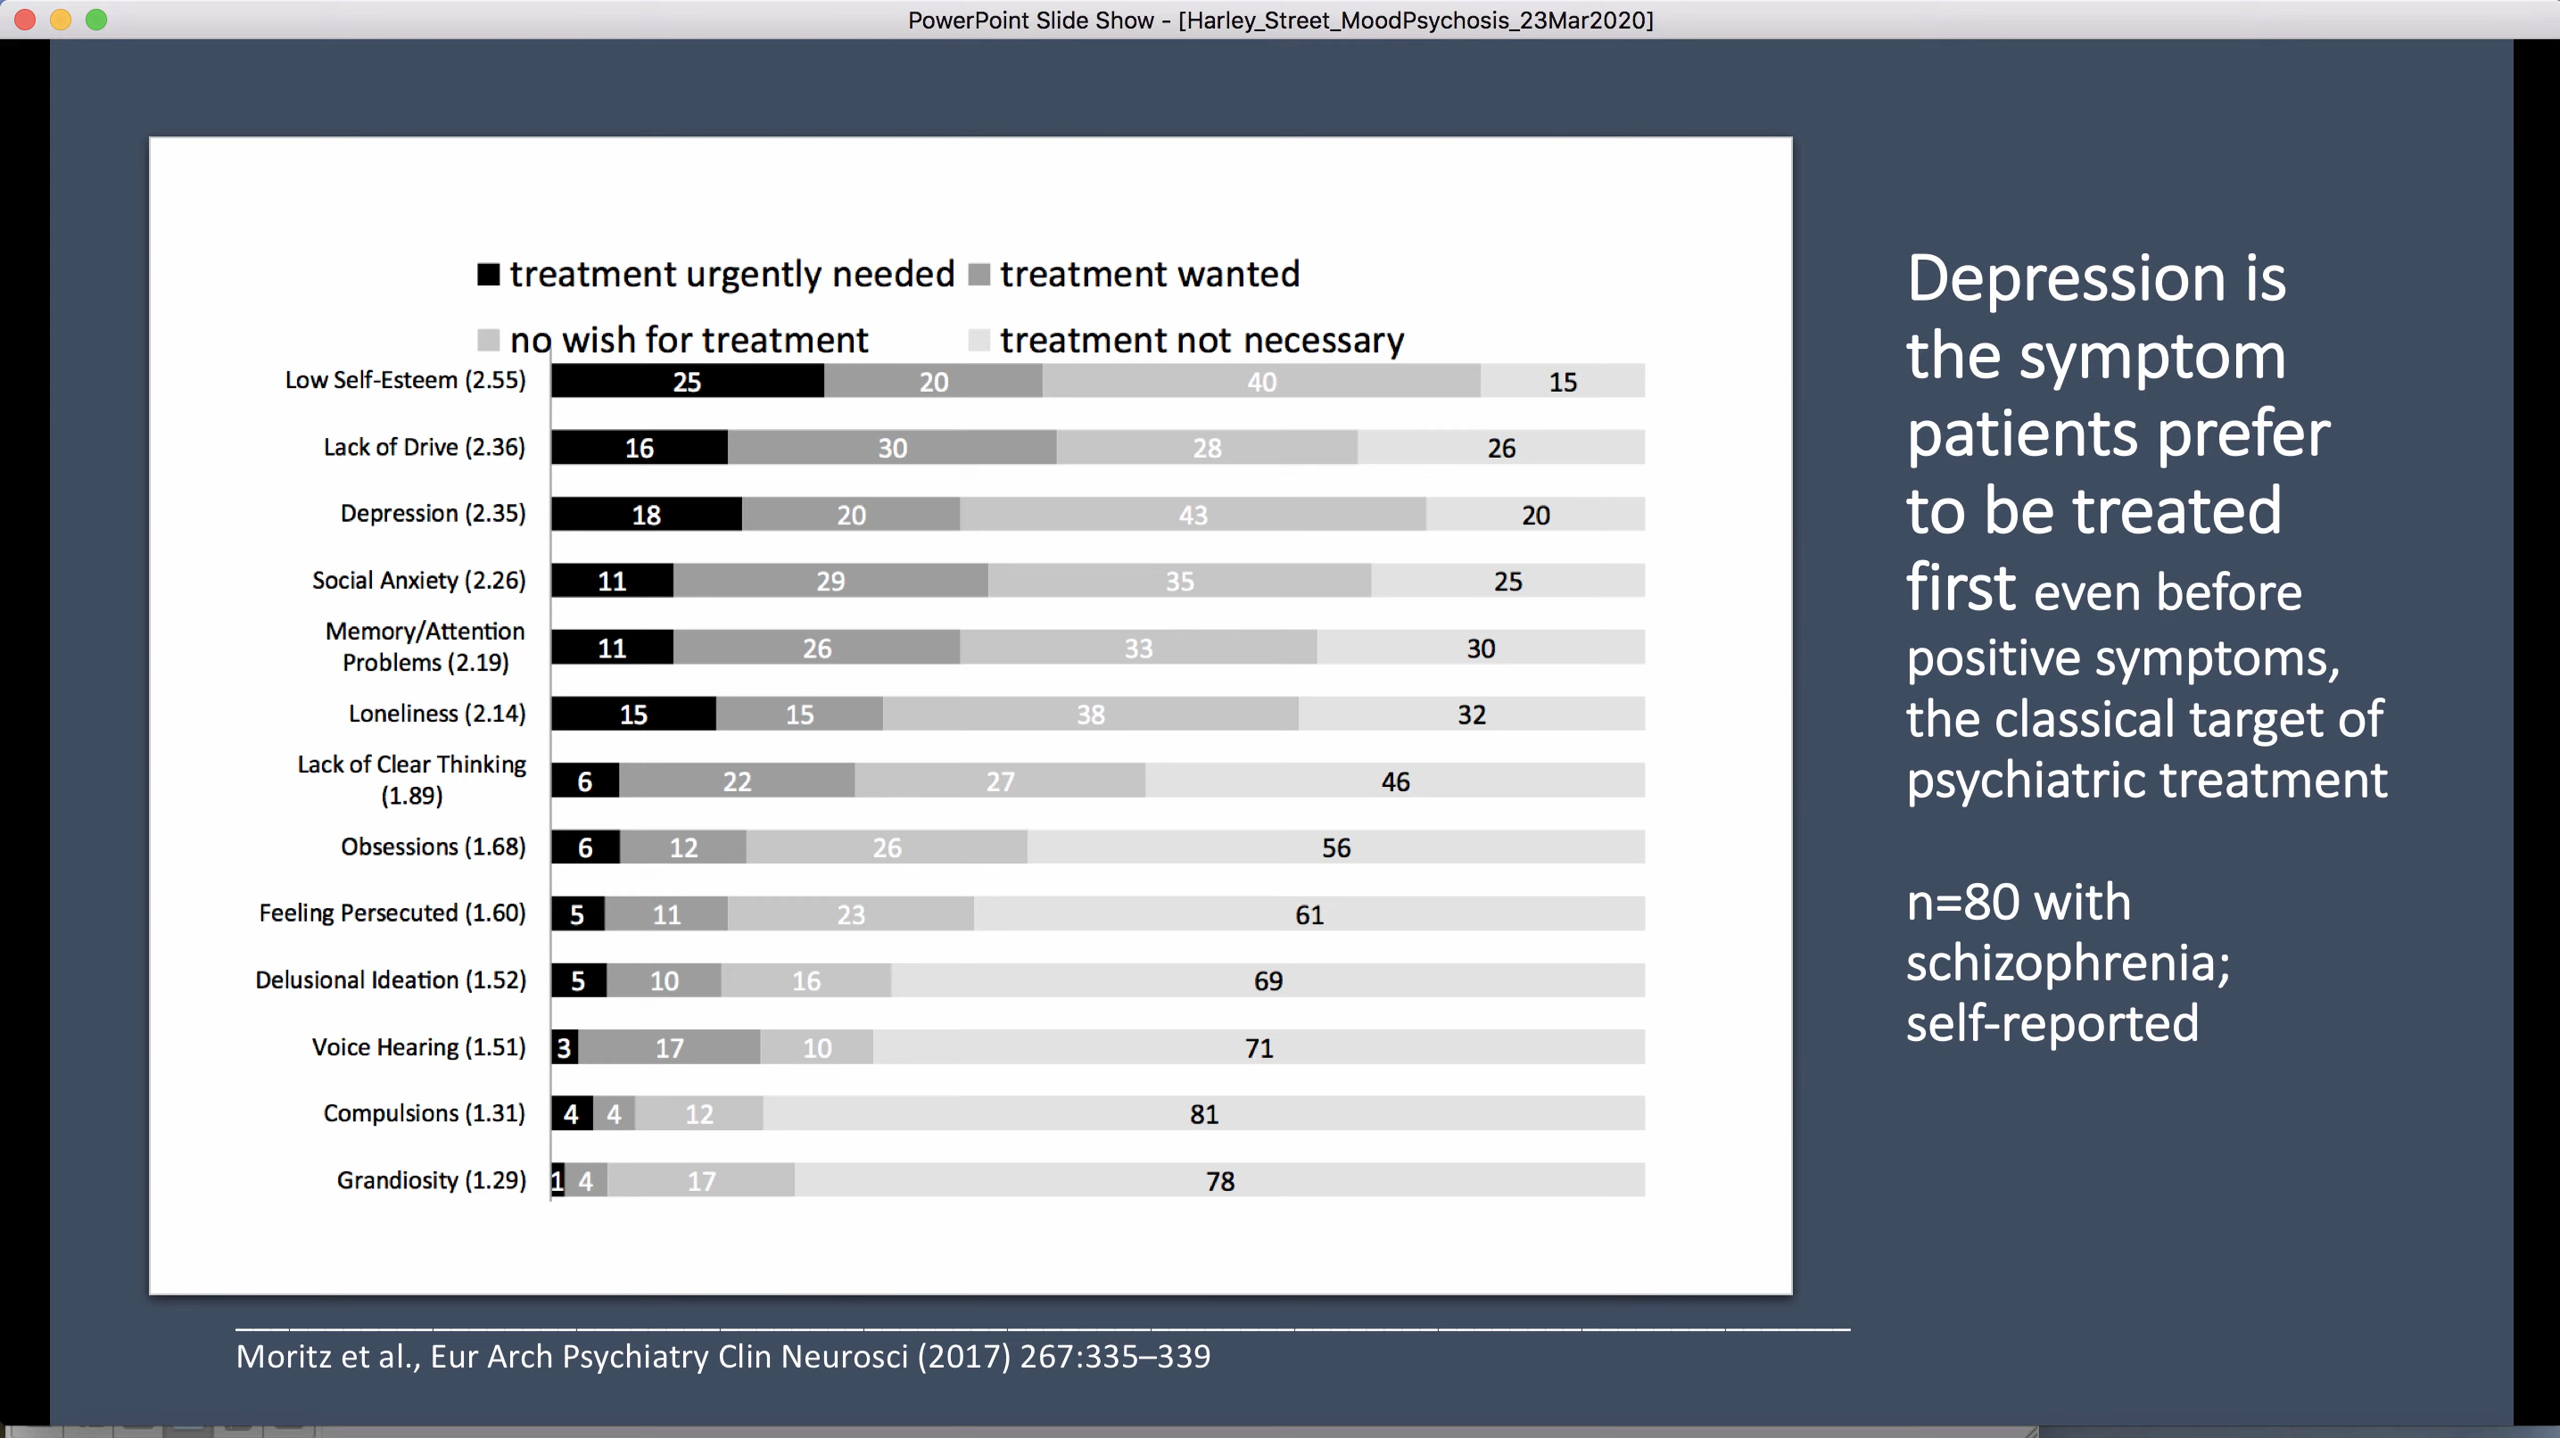 PowerPoint Slide Show - [Harley_Street_MoodPsychosis_23Mar2020]
treatment urgently needed treatment wanted
no wish for treatment treatment not necessary
Low Self-Esteem (2.55) 25 20 40 15
Lack of Drive (2.36) 16 30 28 26
Depression (2.35) 18 20 43 20
Social Anxiety (2.26) 11 29 35 25
Memory/Attention
Problems (2.19) 11 26 33 30
Loneliness (2.14) 15 15 38 32
Lack of Clear Thinking
(1.89) 6 22 27 46
Obsessions (1.68) 6 12 26 56
Feeling Persecuted (1.60) 5 11 23 61
Delusional Ideation (1.52) 5 10 16 69
Voice Hearing (1.51) 3 17 10 71
Compulsions (1.31) 4 4 12 81
Grandiosity (1.29) 1 4 17 78
Depression is
the symptom
patients prefer
to be treated
first even before
positive symptoms,
the classical target of
psychiatric treatment
n=80 with
schizophrenia;
self-reported
Moritz et al., Eur Arch Psychiatry Clin Neurosci (2017) 267:335–339